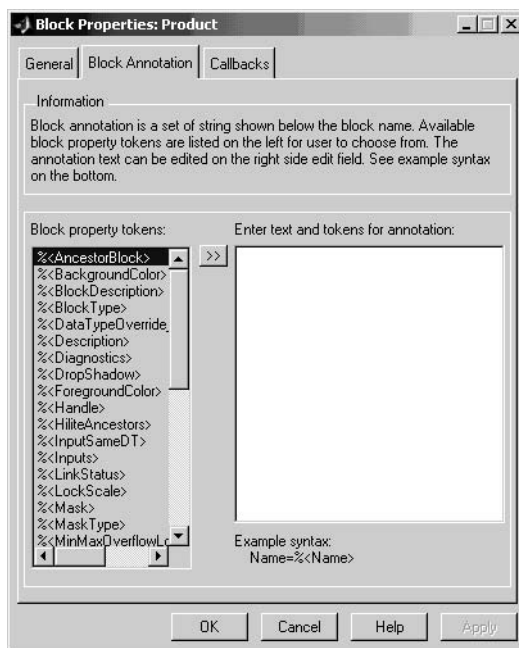 Block Properties: Product
General
Block Annotation
Callbacks
Information
Block annotation is a set of string shown below the block name. Available
block property tokens are listed on the left for user to choose from. The
annotation text can be edited on the right side edit field. See example syntax
on the bottom.
Block property tokens:
Enter text and tokens for annotation:
%<AncestorBlock>
>>
%<BackgroundColor>
%<BlockDescription>
%<BlockType>
%<DataTypeOverride_
%<Description>
%<Diagnostics>
%<DropShadow>
%<ForegroundColor>
%<Handle>
%<HiliteAncestors>
%<InputSameDT>
%<Inputs>
%<LinkStatus>
%<LockScale>
%<Mask>
%<MaskType>
%<MinMaxOverflowLo
Example syntax:
Name=%<Name>
OK
Cancel
Help
Apply